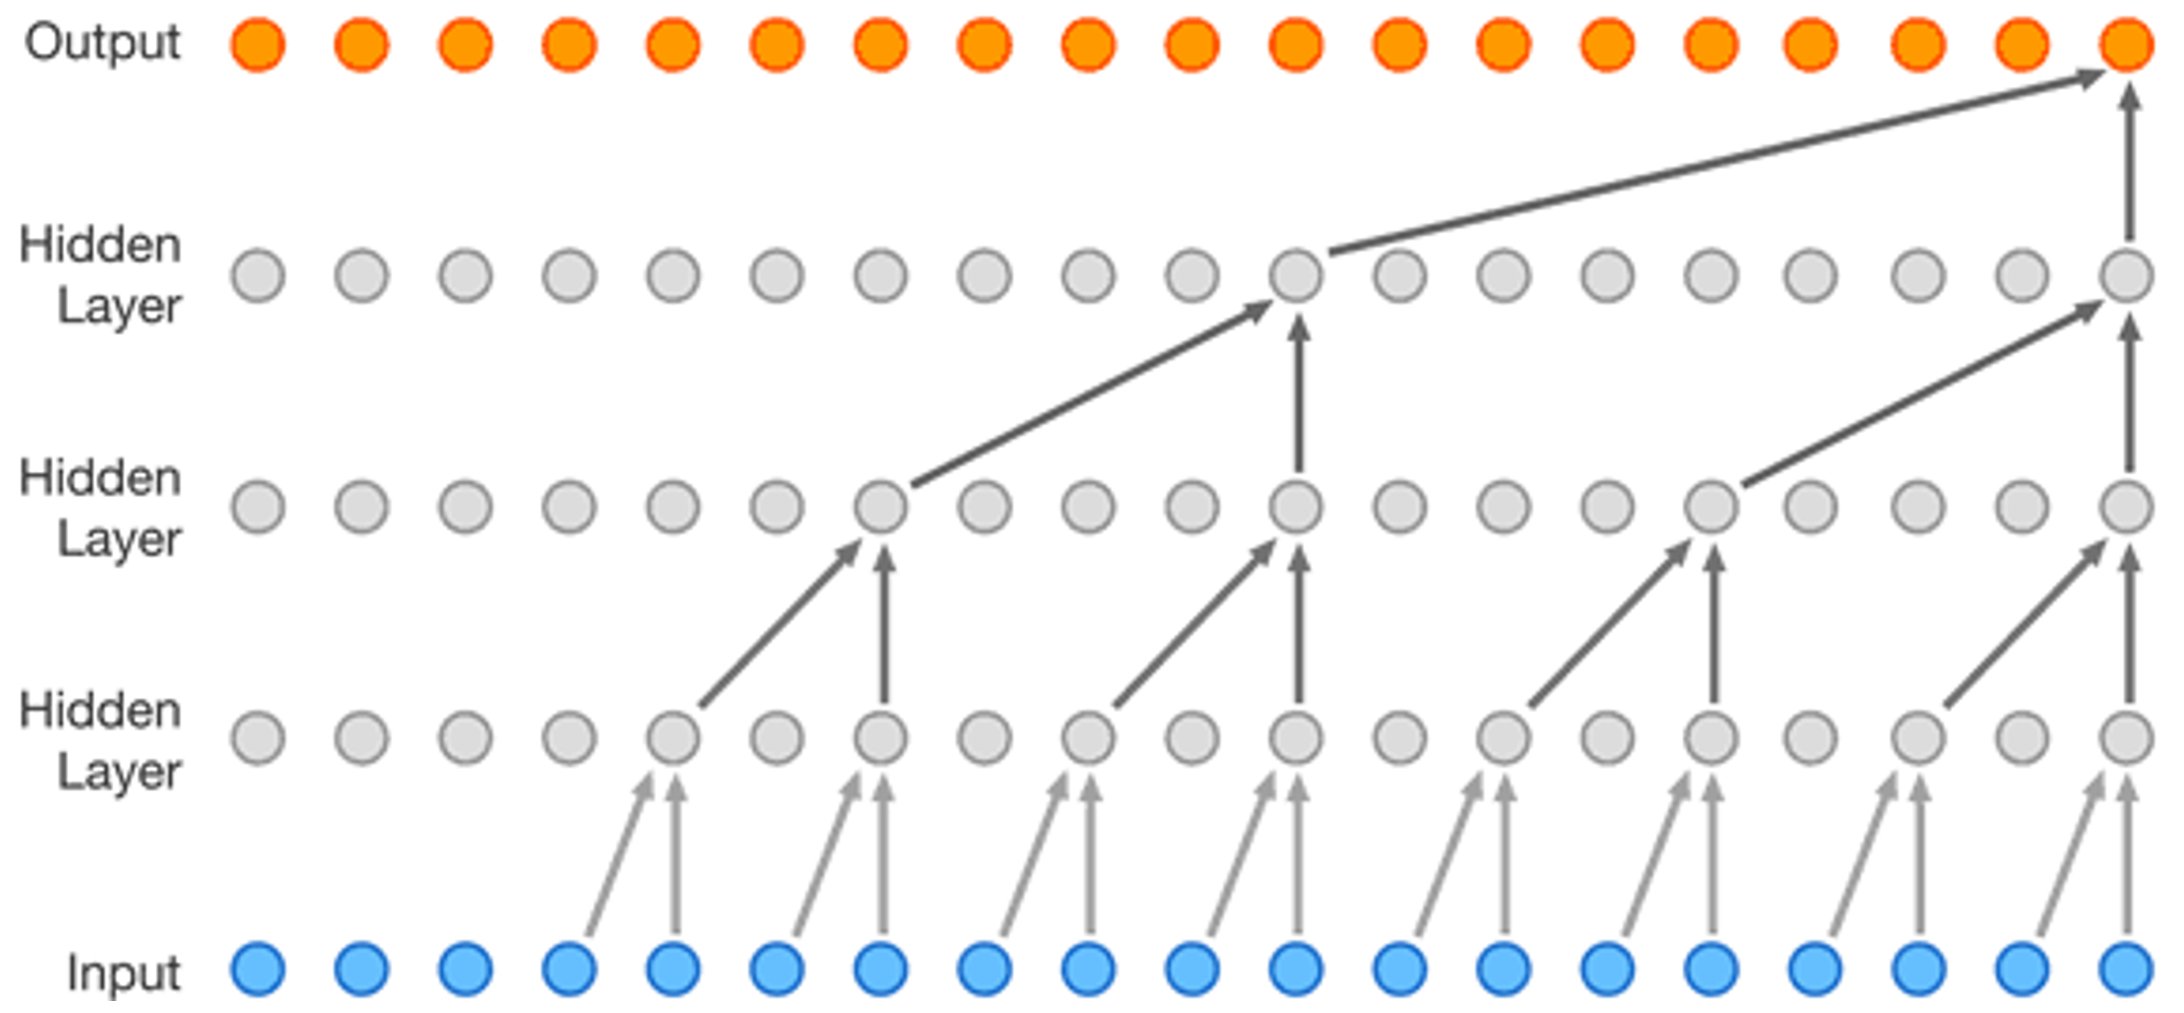 Output
Hidden
Layer
Hidden
Layer
Hidden
Layer
Input